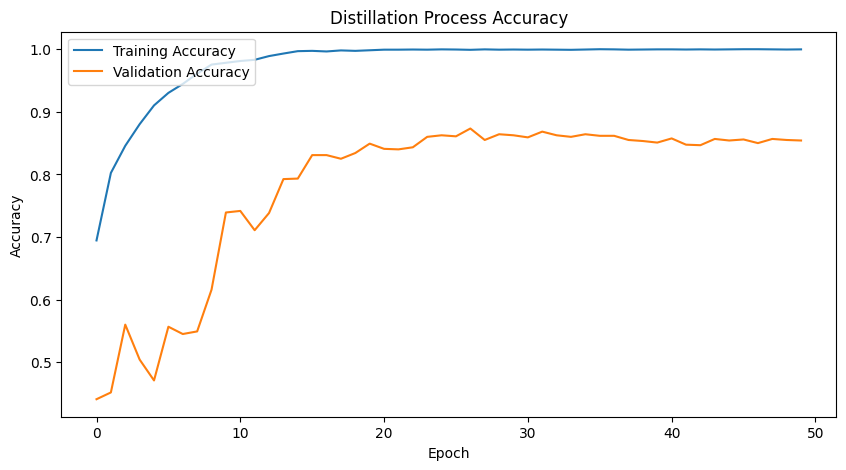 Distillation Process Accuracy
Training Accuracy
Validation Accuracy
1.0
0.9
0.8
0.7
0.6
0.5
Accuracy
0 10 20 30 40 50
Epoch